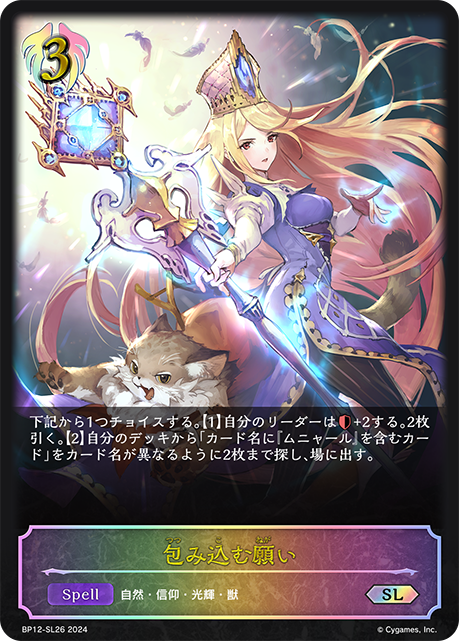 3
下記から1つチョイスする。【1】自分のリーダーは+2する。2枚
引く。【2】自分のデッキから「カード名に『ムニャール』を含むカー
ド」をカード名が異なるように2枚まで探し、場に出す。
つつ こ ねが
包み込む願い
Spell 自然・信仰・光輝・獣 SL
BP12-SL26 2024 © Cygames, Inc.